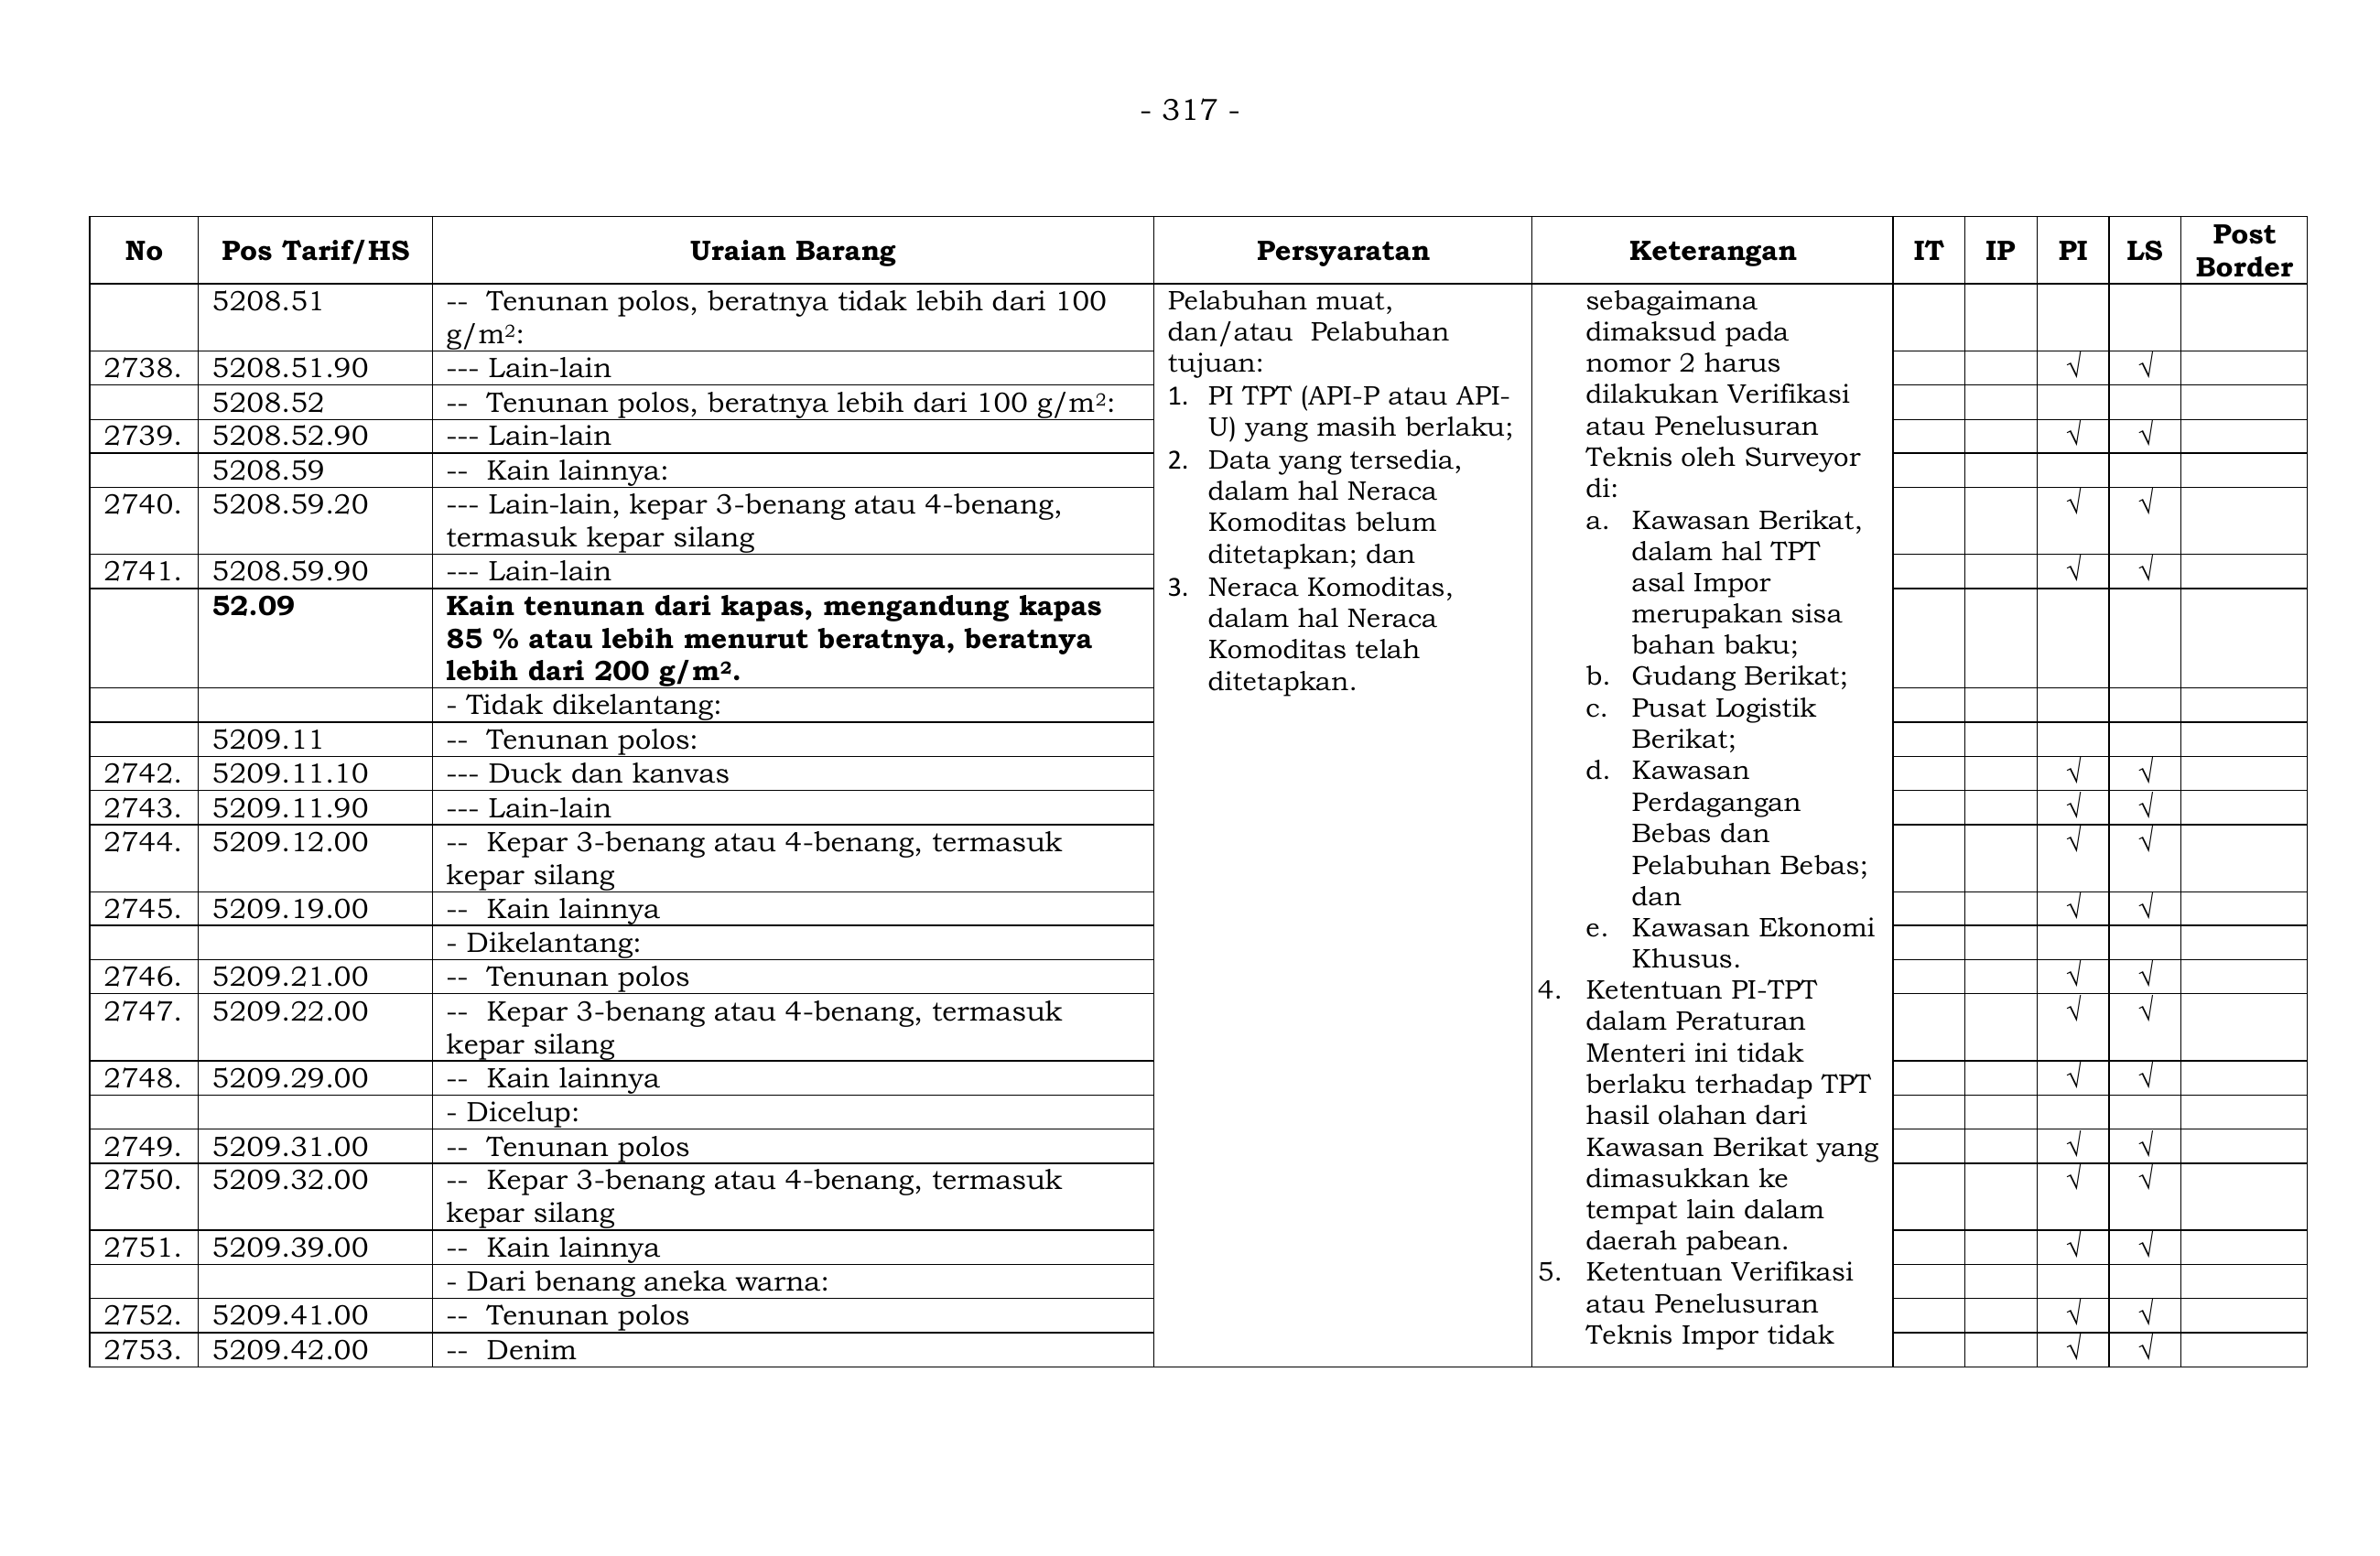 - 317 -
No Pos Tarif/HS Uraian Barang Persyaratan Keterangan IT IP PI LS Post Border
5208.51 -- Tenunan polos, beratnya tidak lebih dari 100
g/m²:
2738. 5208.51.90 --- Lain-lain √ √
5208.52 -- Tenunan polos, beratnya lebih dari 100 g/m²:
2739. 5208.52.90 --- Lain-lain √ √
5208.59 -- Kain lainnya:
2740. 5208.59.20 --- Lain-lain, kepar 3-benang atau 4-benang, √ √
termasuk kepar silang
2741. 5208.59.90 --- Lain-lain √ √
52.09 Kain tenunan dari kapas, mengandung kapas
85 % atau lebih menurut beratnya, beratnya
lebih dari 200 g/m².
- Tidak dikelantang:
5209.11 -- Tenunan polos:
2742. 5209.11.10 --- Duck dan kanvas √ √
2743. 5209.11.90 --- Lain-lain √ √
2744. 5209.12.00 -- Kepar 3-benang atau 4-benang, termasuk √ √
kepar silang
2745. 5209.19.00 -- Kain lainnya √ √
- Dikelantang:
2746. 5209.21.00 -- Tenunan polos √ √
2747. 5209.22.00 -- Kepar 3-benang atau 4-benang, termasuk √ √
kepar silang
2748. 5209.29.00 -- Kain lainnya √ √
- Dicelup:
2749. 5209.31.00 -- Tenunan polos √ √
2750. 5209.32.00 -- Kepar 3-benang atau 4-benang, termasuk √ √
kepar silang
2751. 5209.39.00 -- Kain lainnya √ √
- Dari benang aneka warna:
2752. 5209.41.00 -- Tenunan polos √ √
2753. 5209.42.00 -- Denim √ √
Pelabuhan muat,
dan/atau Pelabuhan
tujuan:
1. PI TPT (API-P atau API-
U) yang masih berlaku;
2. Data yang tersedia,
dalam hal Neraca
Komoditas belum
ditetapkan; dan
3. Neraca Komoditas,
dalam hal Neraca
Komoditas telah
ditetapkan.
sebagaimana
dimaksud pada
nomor 2 harus
dilakukan Verifikasi
atau Penelusuran
Teknis oleh Surveyor
di:
a. Kawasan Berikat,
dalam hal TPT
asal Impor
merupakan sisa
bahan baku;
b. Gudang Berikat;
c. Pusat Logistik
Berikat;
d. Kawasan
Perdagangan
Bebas dan
Pelabuhan Bebas;
dan
e. Kawasan Ekonomi
Khusus.
4. Ketentuan PI-TPT
dalam Peraturan
Menteri ini tidak
berlaku terhadap TPT
hasil olahan dari
Kawasan Berikat yang
dimasukkan ke
tempat lain dalam
daerah pabean.
5. Ketentuan Verifikasi
atau Penelusuran
Teknis Impor tidak